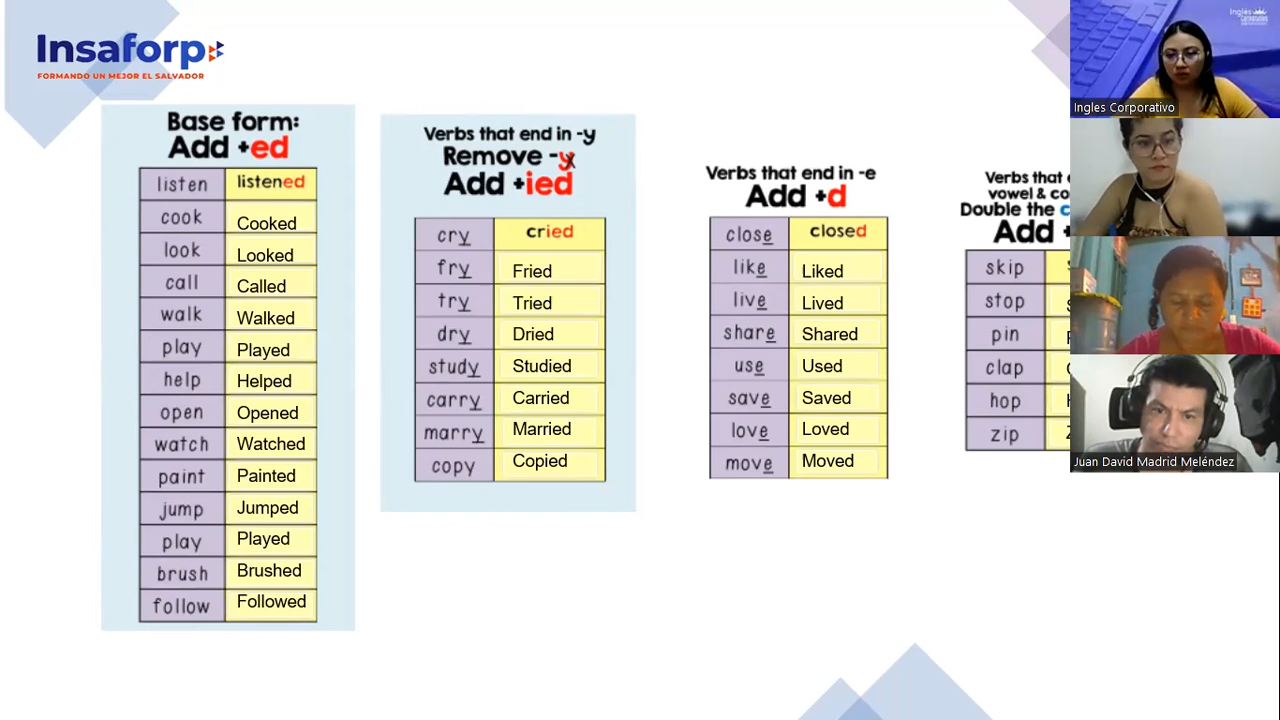 Insaforp
FORMANDO UN MEJOR EL SALVADOR
Base form:
Add +ed
listen listened
cook Cooked
look Looked
call Called
walk Walked
play Played
help Helped
open Opened
watch Watched
paint Painted
jump Jumped
play Played
brush Brushed
follow Followed
Verbs that end in -y
Remove -y
Add +ied
cry cried
fry Fried
try Tried
dry Dried
study Studied
carry Carried
marry Married
copy Copied
Verbs that end in -e
Add +d
close closed
like Liked
live Lived
share Shared
use Used
save Saved
love Loved
move Moved
Verbs that
vowel &
Double the
Add
skip
stop
pin
clap
hop
zip
Ingles Corporativo
Juan David Madrid Meléndez